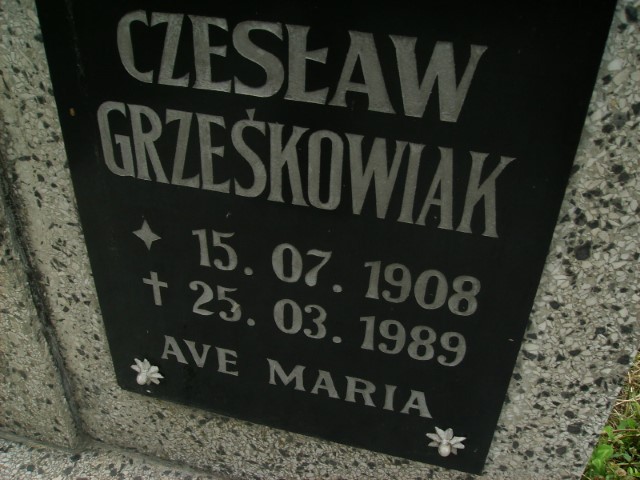 CZESŁAW
GRZEŚKOWIAK
15. 07. 1908
25. 03. 1989
AVE MARIA